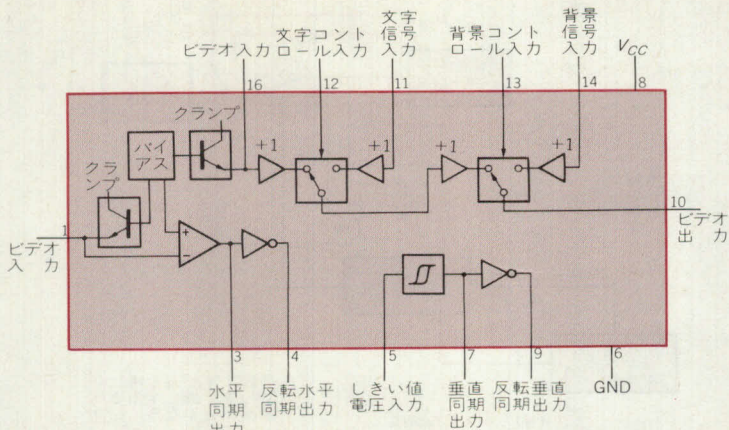 ビデオ入力
文字コント
ロール入力
文字
信号
入力
背景コント
ロール入力
背景
信号
入力
VCC
16
12
11
13
14
8
クランプ
バイ
アス
+1
+1
+1
+1
クラ
ンプ
1
ビデオ
入力
+
−
10
ビデオ
出力
3
4
5
7
9
6
水平
同期
出力
反転水平
同期出力
しきい値
電圧入力
垂直
同期
出力
反転垂直
同期出力
GND